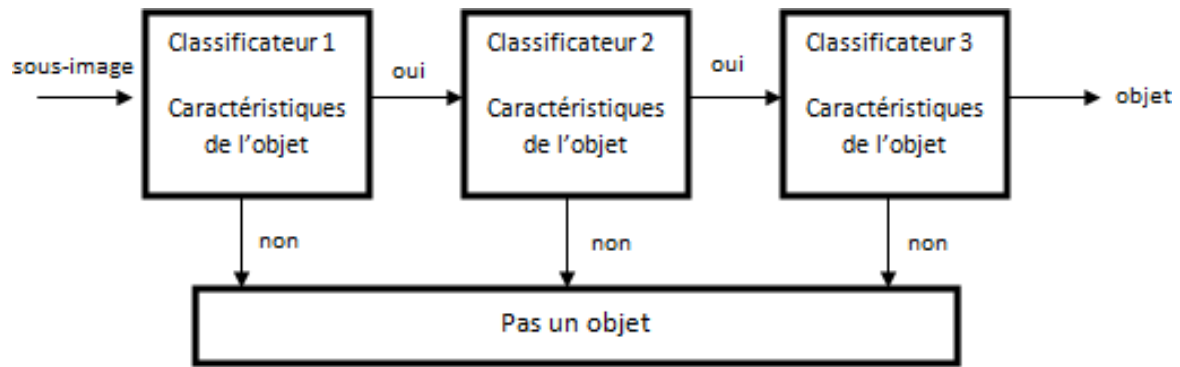 sous-image
Classificateur 1
Caractéristiques
de l'objet
oui
Classificateur 2
Caractéristiques
de l'objet
oui
Classificateur 3
Caractéristiques
de l'objet
objet
non
non
non
Pas un objet